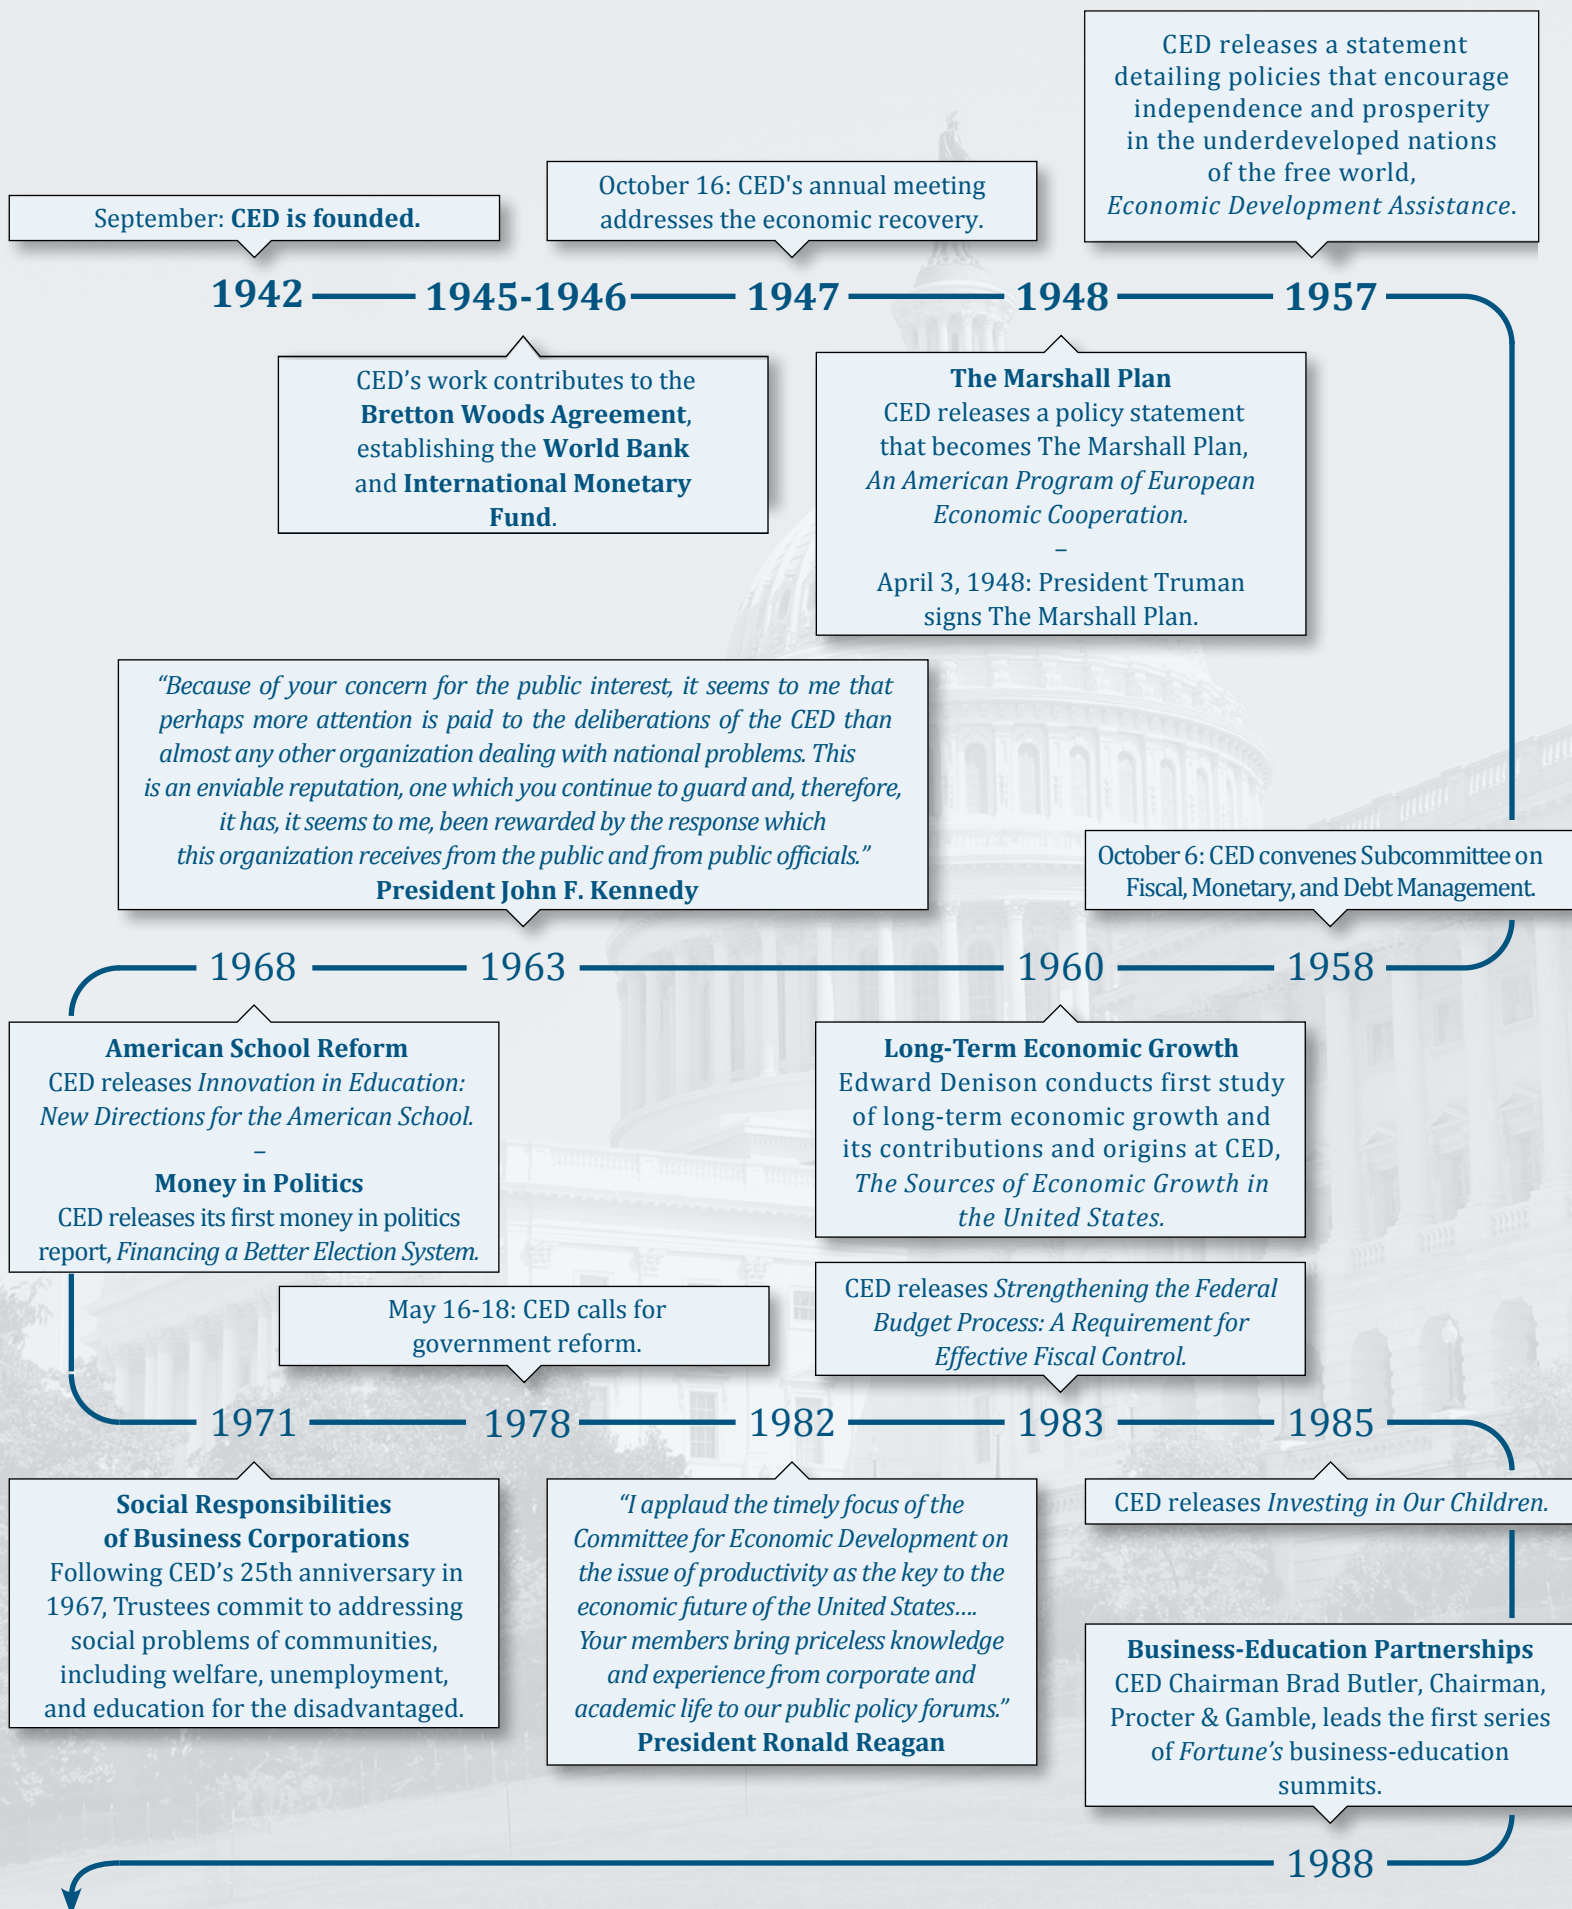 September: CED is founded.
1942
1945-1946
CED’s work contributes to the
Bretton Woods Agreement,
establishing the World Bank
and International Monetary
Fund.
October 16: CED's annual meeting
addresses the economic recovery.
1947
1948
The Marshall Plan
CED releases a policy statement
that becomes The Marshall Plan,
An American Program of European
Economic Cooperation.
–
April 3, 1948: President Truman
signs The Marshall Plan.
CED releases a statement
detailing policies that encourage
independence and prosperity
in the underdeveloped nations
of the free world,
Economic Development Assistance.
1957
October 6: CED convenes Subcommittee on
Fiscal, Monetary, and Debt Management.
1958
1960
Long-Term Economic Growth
Edward Denison conducts first study
of long-term economic growth and
its contributions and origins at CED,
The Sources of Economic Growth in
the United States.
“Because of your concern for the public interest, it seems to me that
perhaps more attention is paid to the deliberations of the CED than
almost any other organization dealing with national problems. This
is an enviable reputation, one which you continue to guard and, therefore,
it has, it seems to me, been rewarded by the response which
this organization receives from the public and from public officials.”
President John F. Kennedy
1963
1968
American School Reform
CED releases Innovation in Education:
New Directions for the American School.
–
Money in Politics
CED releases its first money in politics
report, Financing a Better Election System.
1971
Social Responsibilities
of Business Corporations
Following CED’s 25th anniversary in
1967, Trustees commit to addressing
social problems of communities,
including welfare, unemployment,
and education for the disadvantaged.
May 16-18: CED calls for
government reform.
1978
1982
“I applaud the timely focus of the
Committee for Economic Development on
the issue of productivity as the key to the
economic future of the United States....
Your members bring priceless knowledge
and experience from corporate and
academic life to our public policy forums.”
President Ronald Reagan
CED releases Strengthening the Federal
Budget Process: A Requirement for
Effective Fiscal Control.
1983
1985
CED releases Investing in Our Children.
Business-Education Partnerships
CED Chairman Brad Butler, Chairman,
Procter & Gamble, leads the first series
of Fortune’s business-education
summits.
1988